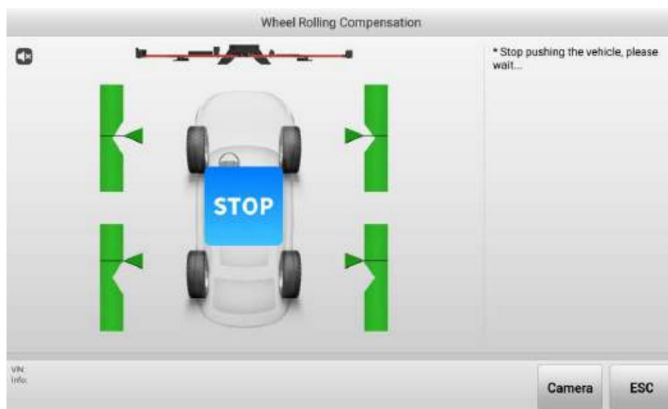 Wheel Rolling Compensation
* Stop pushing the vehicle, please
wait...
STOP
VIN:
Info:
Camera
ESC